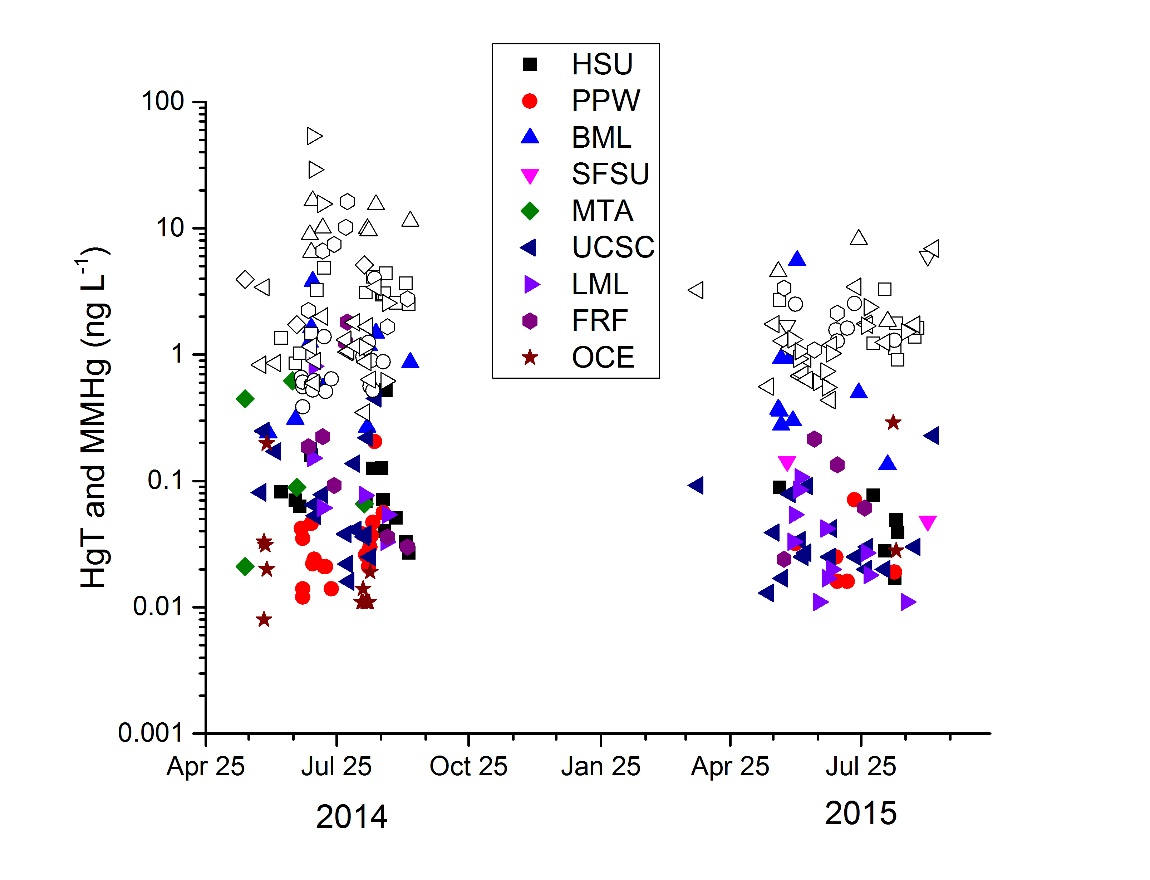 HSU
PPW
BML
SFSU
MTA
UCSC
LML
FRF
OCE
HgT and MMHg (ng L⁻¹)
100
10
1
0.1
0.01
0.001
Apr 25 Jul 25 Oct 25 Jan 25 Apr 25 Jul 25
2014 2015